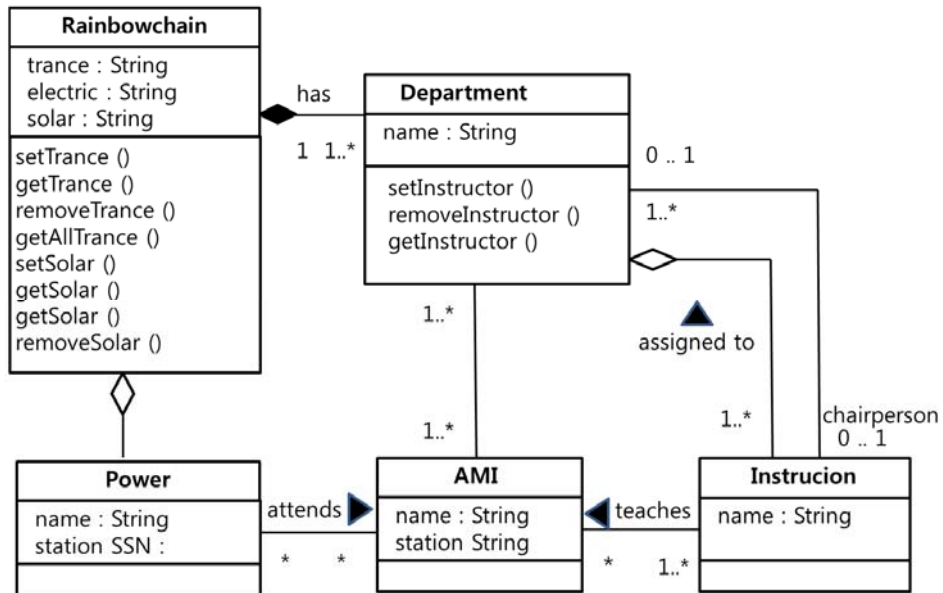 Rainbowchain
trance : String
electric : String
solar : String
setTrance ()
getTrance ()
removeTrance ()
getAllTrance ()
setSolar ()
getSolar ()
getSolar ()
removeSolar ()
has
1 1..*
Department
name : String
setInstructor ()
removeInstructor ()
getInstructor ()
0 .. 1
1..*
assigned to
1..*
chairperson
0 .. 1
1..*
1..*
Power
name : String
station SSN :
attends
* *
AMI
name : String
station String
teaches
* 1..*
Instrucion
name : String